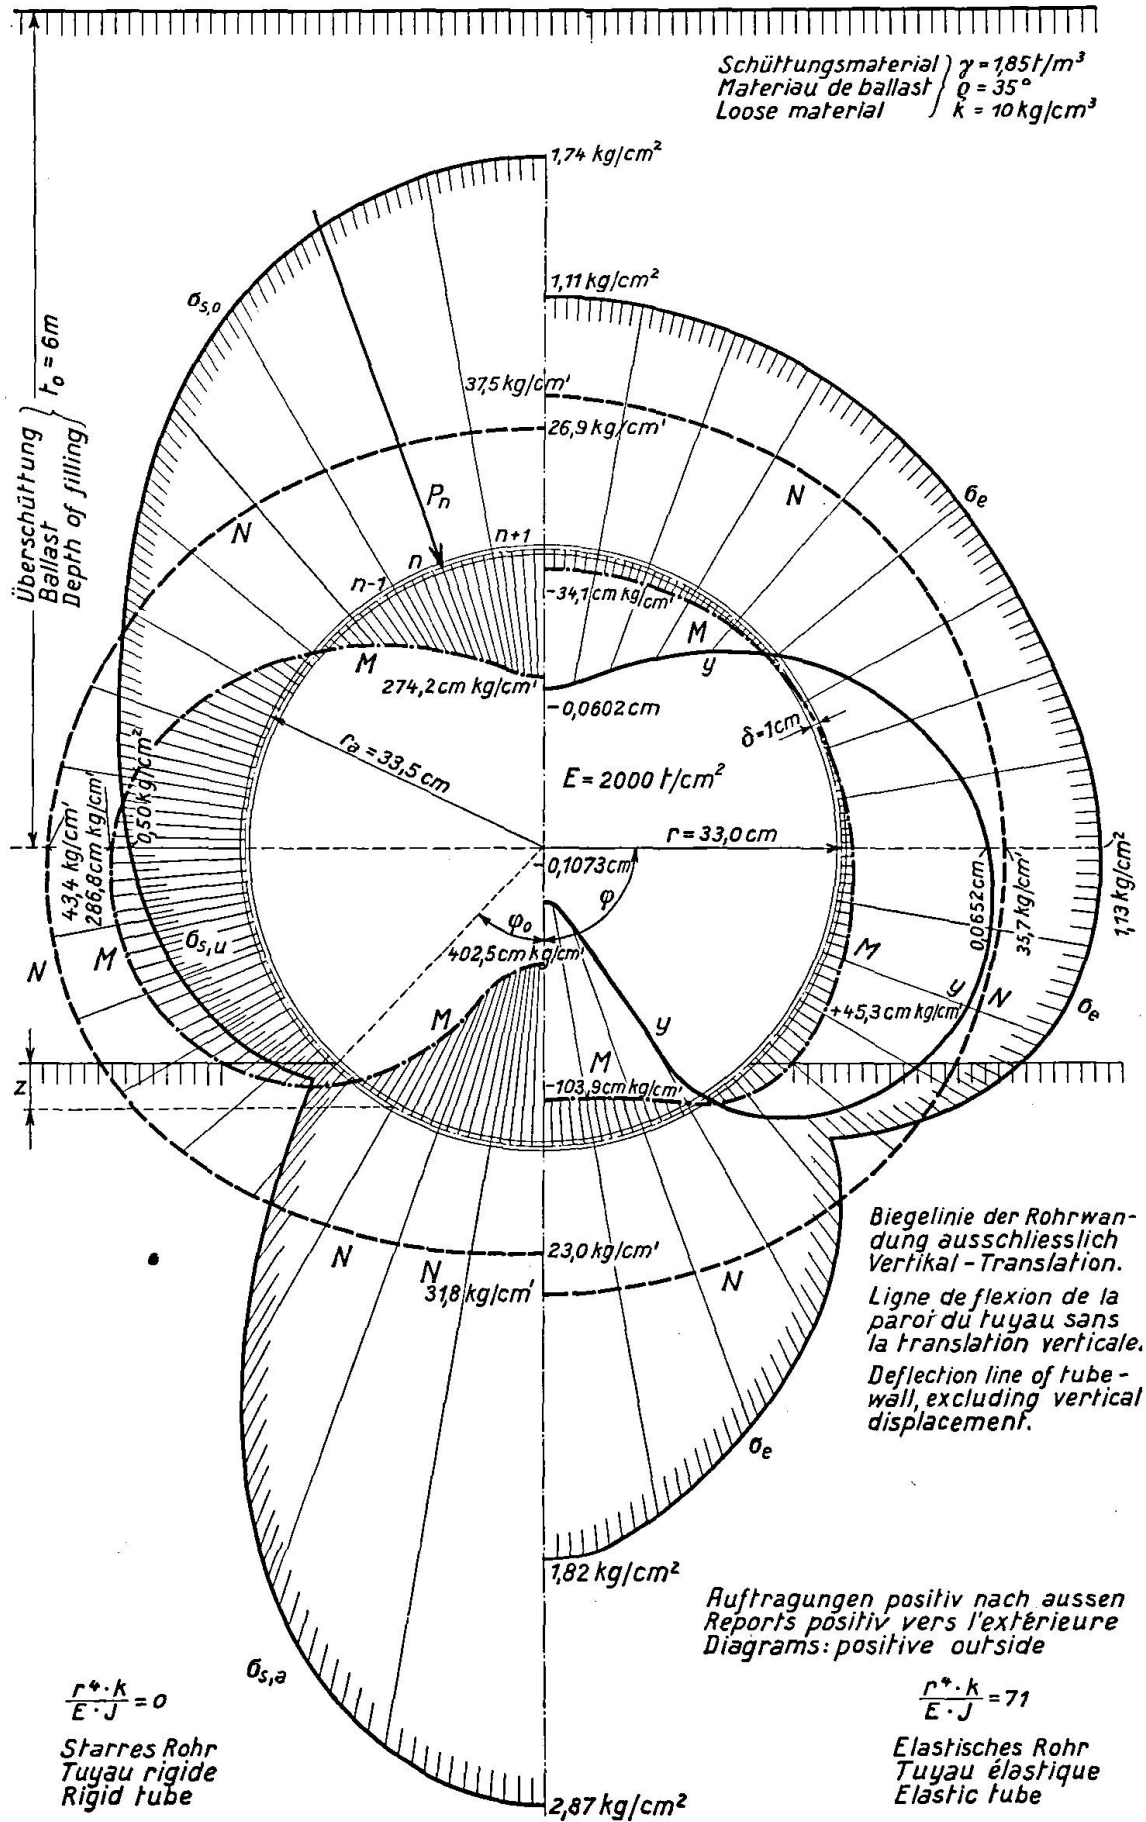 Schüttungsmaterial } γ = 1,85 t/m³
Materiau de ballast } ϱ = 35°
Loose material } k = 10 kg/cm³
1,74 kg/cm²
σs,o
1,11 kg/cm²
Überschüttung
Ballast
Depth of filling } t₀ = 6m
37,5 kg/cm'
26,9 kg/cm'
Pn
N
N
σe
n-1
n
n+1
-34,1 cm kg/cm'
M
M
y
274,2 cm kg/cm'
-0,0602 cm
δ=1cm
ra = 33,5 cm
E = 2000 t/cm²
0,50 kg/cm²
43,4 kg/cm'
286,8 cm kg/cm'
r = 33,0 cm
-0,1073 cm
φ
φ₀
0,0652 cm
35,7 kg/cm'
1,13 kg/cm²
σs,u
M
N
402,5 cm kg/cm'
M
y
M
y
N
+45,3 cm kg/cm'
σe
z
M
-103,9 cm kg/cm'
N
N
23,0 kg/cm'
31,8 kg/cm'
N
Biegelinie der Rohrwan-
dung ausschliesslich
Vertikal-Translation.
Ligne de flexion de la
paroi du tuyau sans
la translation verticale.
Deflection line of tube-
wall, excluding vertical
displacement.
σe
1,82 kg/cm²
Auftragungen positiv nach aussen
Reports positiv vers l'extérieure
Diagrams: positive outside
σs,a
r⁴·k / E·J = 0
Starres Rohr
Tuyau rigide
Rigid tube
r⁴·k / E·J = 71
Elastisches Rohr
Tuyau élastique
Elastic tube
2,87 kg/cm²